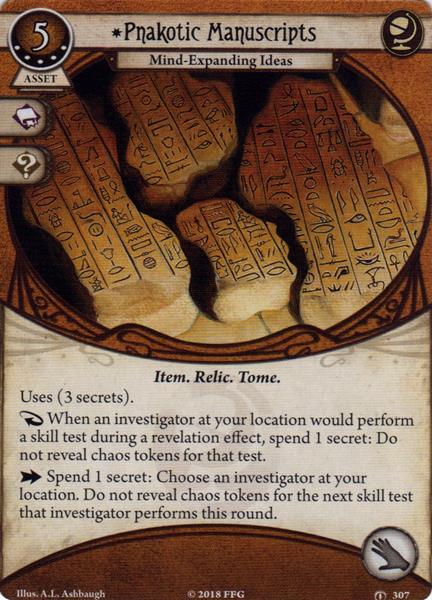 5
*Pnakotic Manuscripts
Mind-Expanding Ideas
ASSET
Item. Relic. Tome.
Uses (3 secrets).
When an investigator at your location would perform
a skill test during a revelation effect, spend 1 secret: Do
not reveal chaos tokens for that test.
Spend 1 secret: Choose an investigator at your
location. Do not reveal chaos tokens for the next skill test
that investigator performs this round.
Illus. A.L. Ashbaugh
© 2018 FFG
307